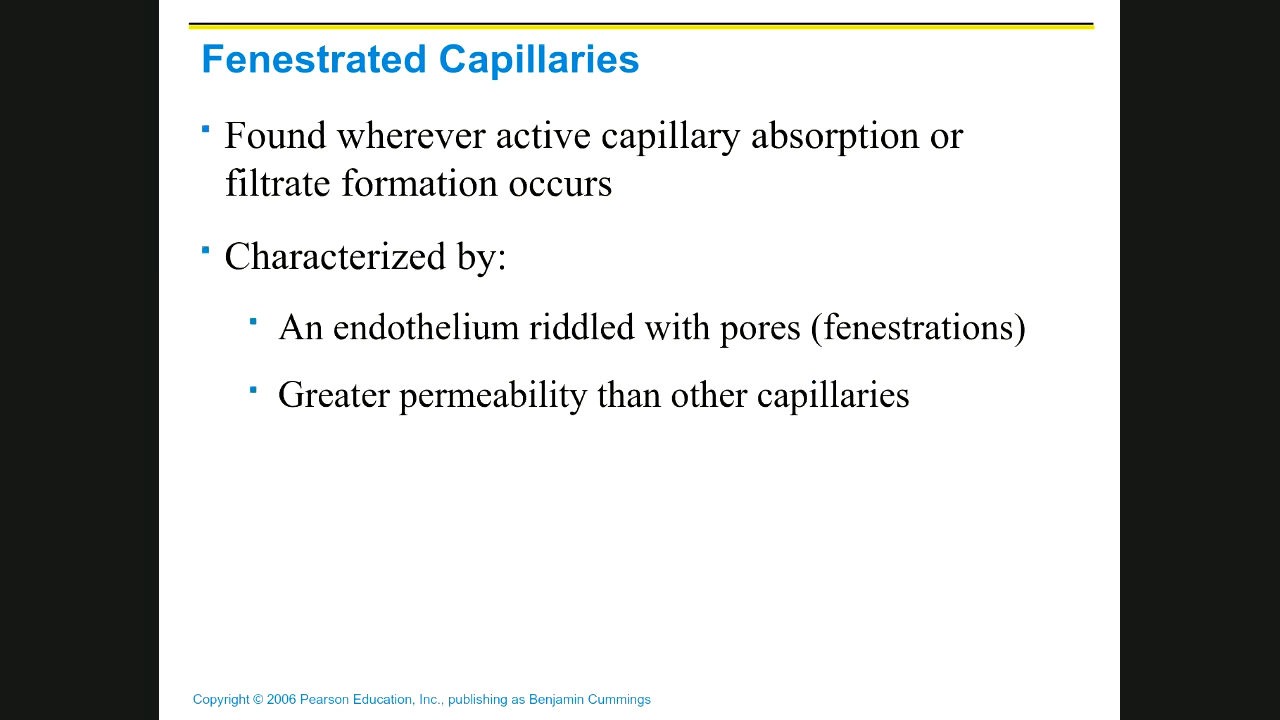 Fenestrated Capillaries
Found wherever active capillary absorption or
filtrate formation occurs
Characterized by:
An endothelium riddled with pores (fenestrations)
Greater permeability than other capillaries
Copyright © 2006 Pearson Education, Inc., publishing as Benjamin Cummings